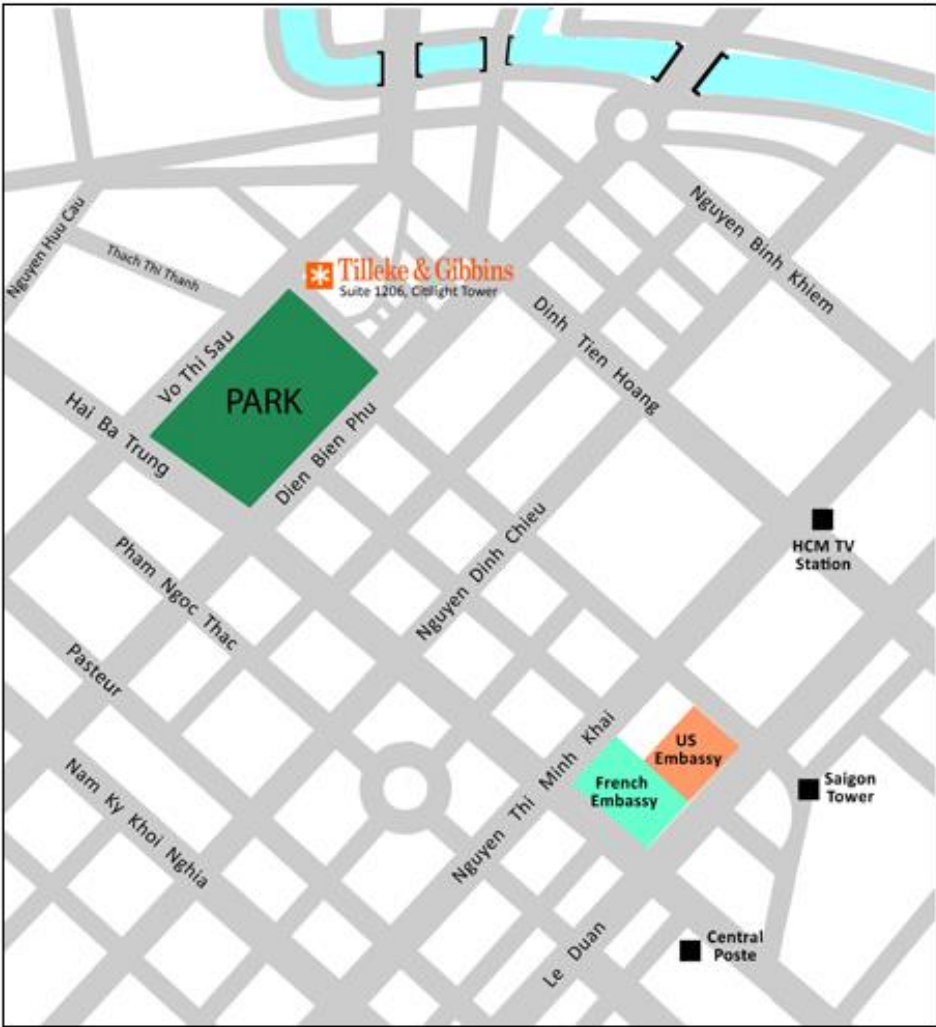 Nguyen Huu Cau
Thach Thi Thanh
Tilleke & Gibbins
Suite 1206, Citilight Tower
Nguyen Binh Khiem
Dinh Tien Hoang
Vo Thi Sau
PARK
Hai Ba Trung
Dien Bien Phu
Nguyen Dinh Chieu
HCM TV
Station
Pham Ngoc Thac
Pasteur
Nam Ky Khoi Nghia
Nguyen Thi Minh Khai
US
Embassy
French
Embassy
Saigon
Tower
Le Duan
Central
Poste